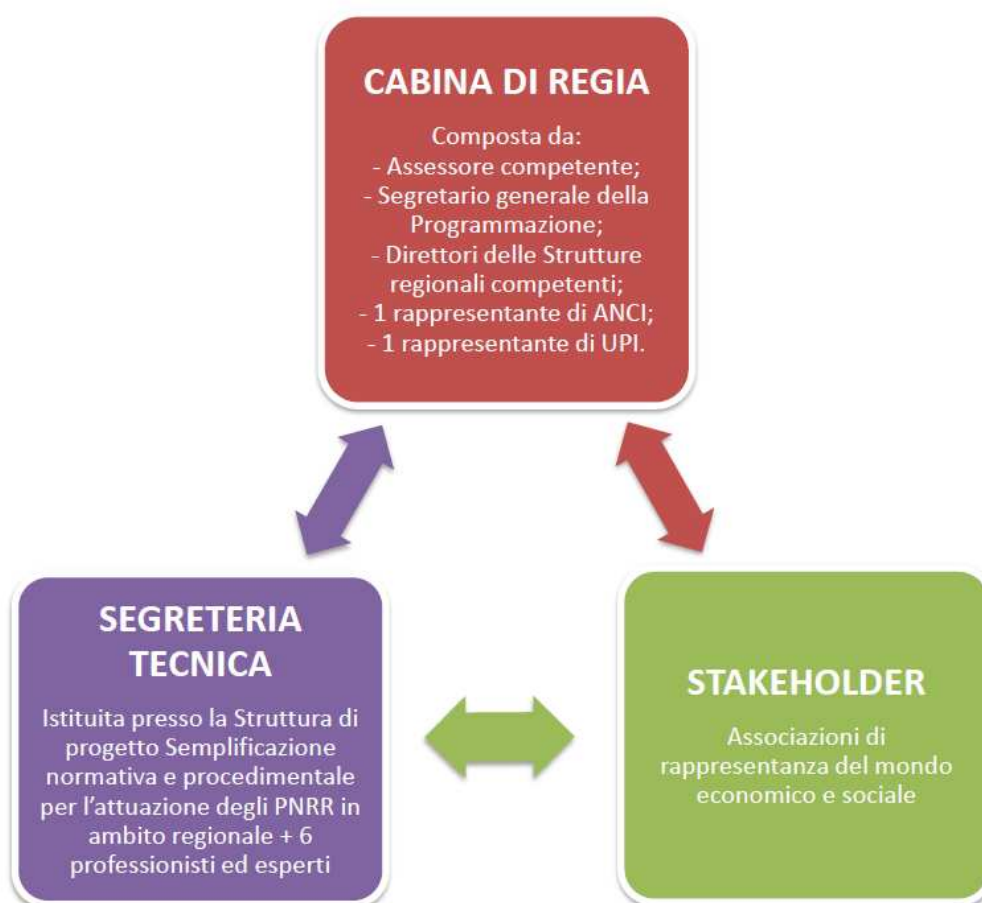 CABINA DI REGIA
Composta da:
- Assessore competente;
- Segretario generale della
Programmazione;
- Direttori delle Strutture
regionali competenti;
- 1 rappresentante di ANCI;
- 1 rappresentante di UPI.
SEGRETERIA
TECNICA
Istituita presso la Struttura di
progetto Semplificazione
normativa e procedimentale
per l'attuazione degli PNRR in
ambito regionale + 6
professionisti ed esperti
STAKEHOLDER
Associazioni di
rappresentanza del mondo
economico e sociale